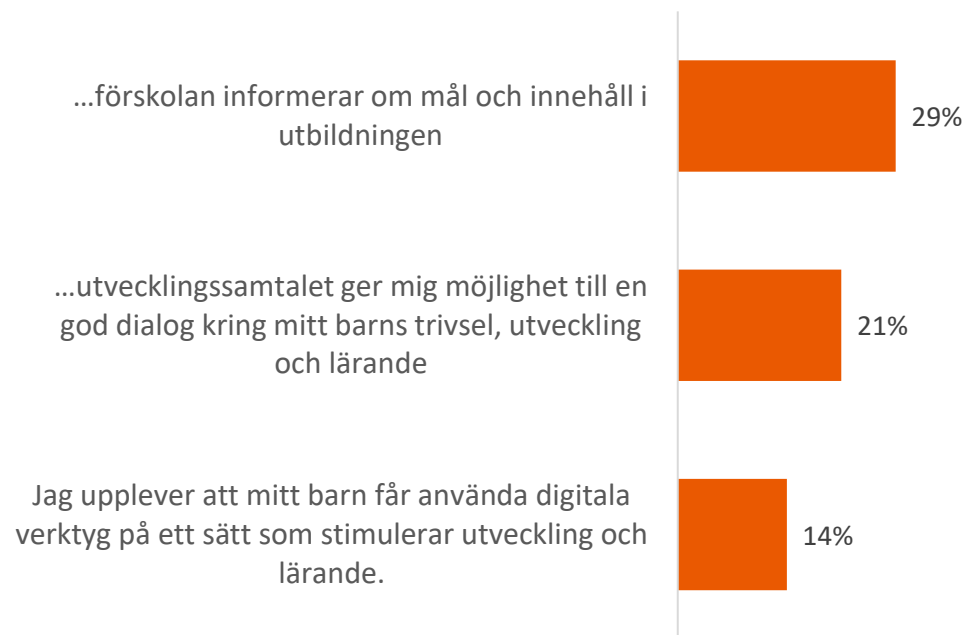 ...förskolan informerar om mål och innehåll i
utbildningen
29%
...utvecklingssamtalet ger mig möjlighet till en
god dialog kring mitt barns trivsel, utveckling
och lärande
21%
Jag upplever att mitt barn får använda digitala
verktyg på ett sätt som stimulerar utveckling och
lärande.
14%